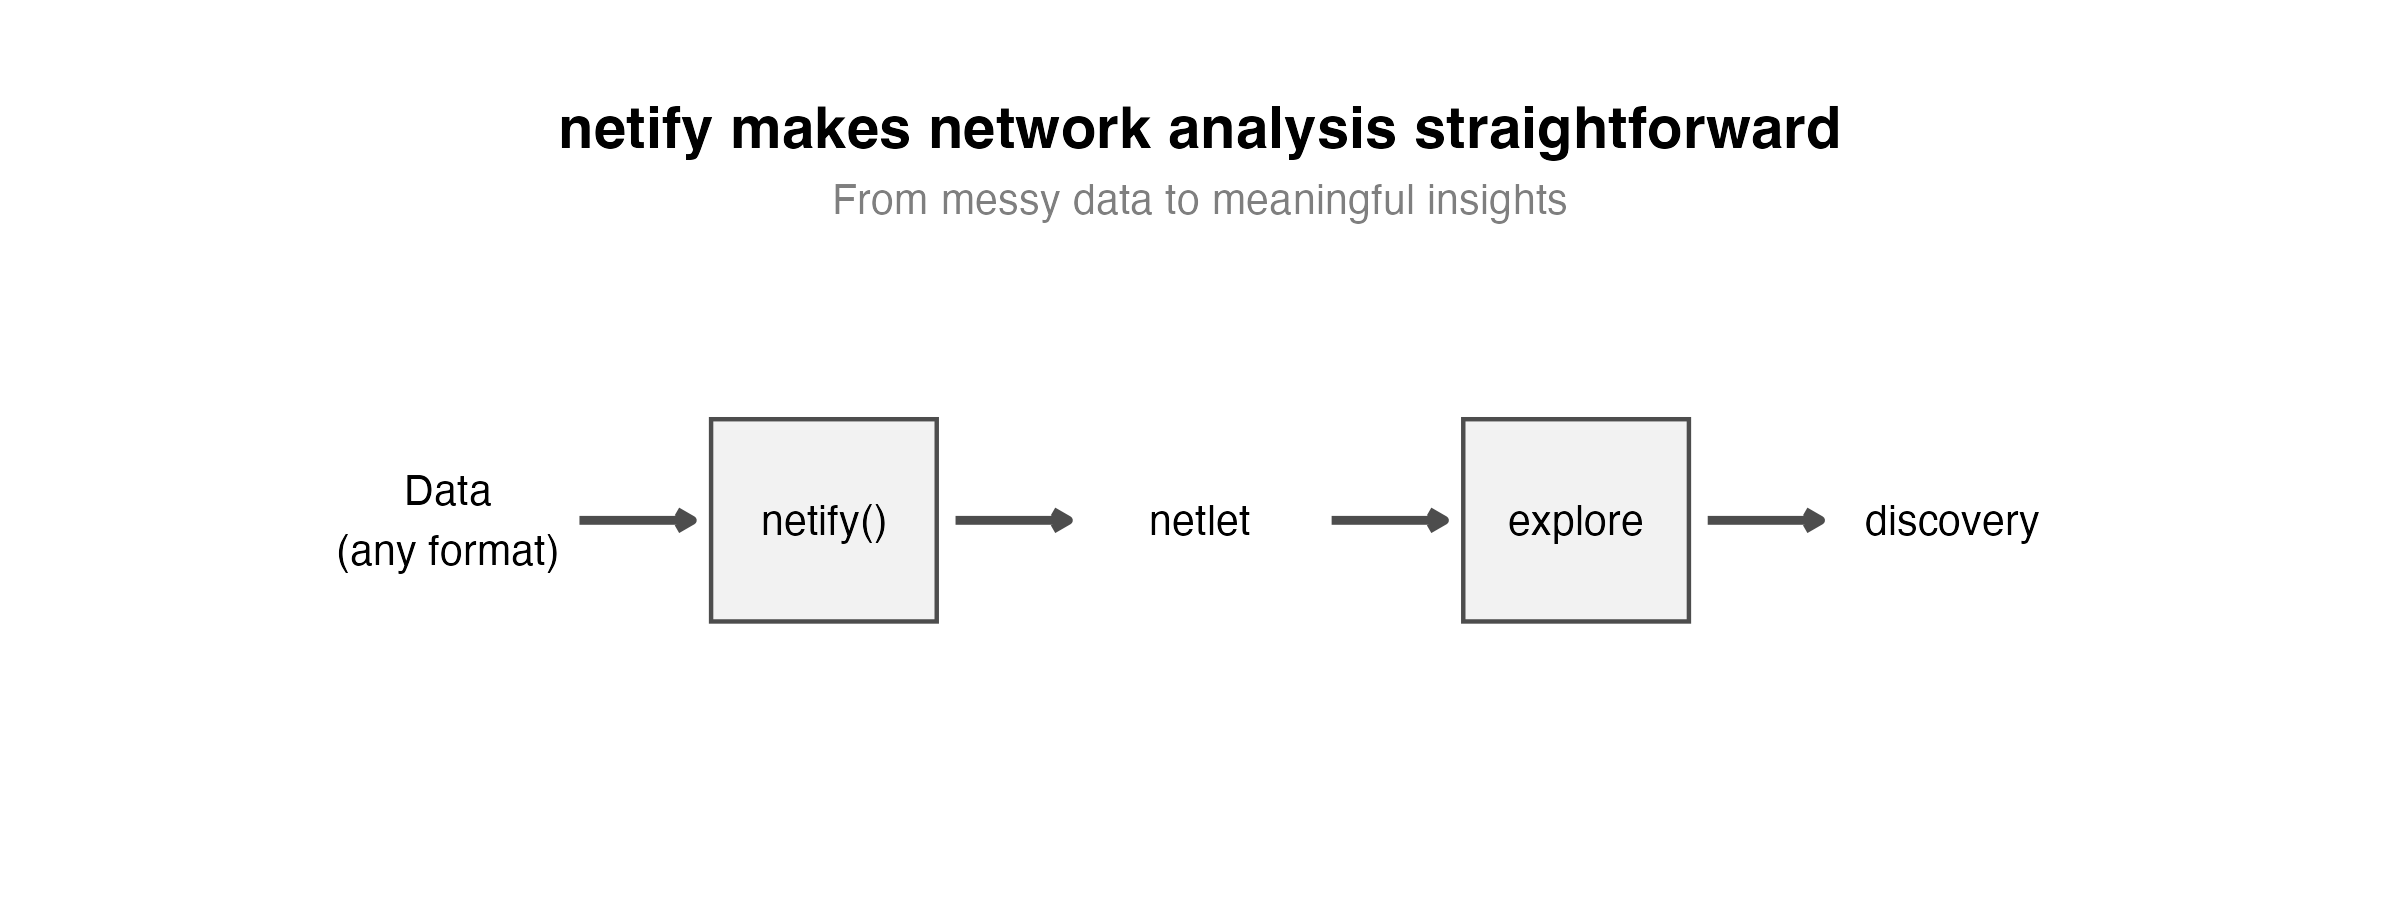 netify makes network analysis straightforward
From messy data to meaningful insights
Data
(any format)
netify()
netlet
explore
discovery